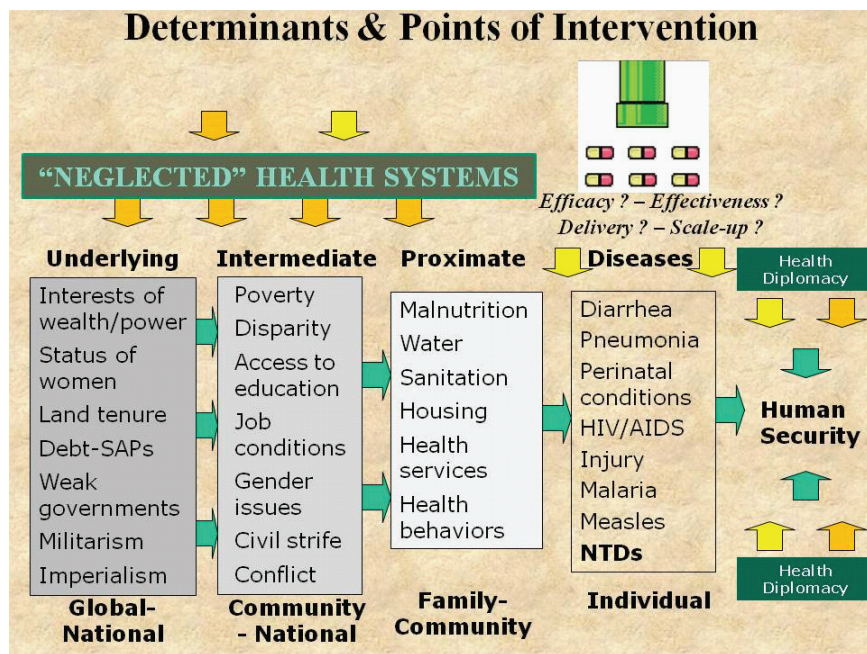 Determinants & Points of Intervention
“NEGLECTED” HEALTH SYSTEMS
Efficacy ? – Effectiveness ?
Delivery ? – Scale-up ?
Underlying
Interests of
wealth/power
Status of
women
Land tenure
Debt-SAPs
Weak
governments
Militarism
Imperialism
Global-
National
Intermediate
Poverty
Disparity
Access to
education
Job
conditions
Gender
issues
Civil strife
Conflict
Community
- National
Proximate
Malnutrition
Water
Sanitation
Housing
Health
services
Health
behaviors
Family-
Community
Diseases
Diarrhea
Pneumonia
Perinatal
conditions
HIV/AIDS
Injury
Malaria
Measles
NTDs
Individual
Health
Diplomacy
Human
Security
Health
Diplomacy